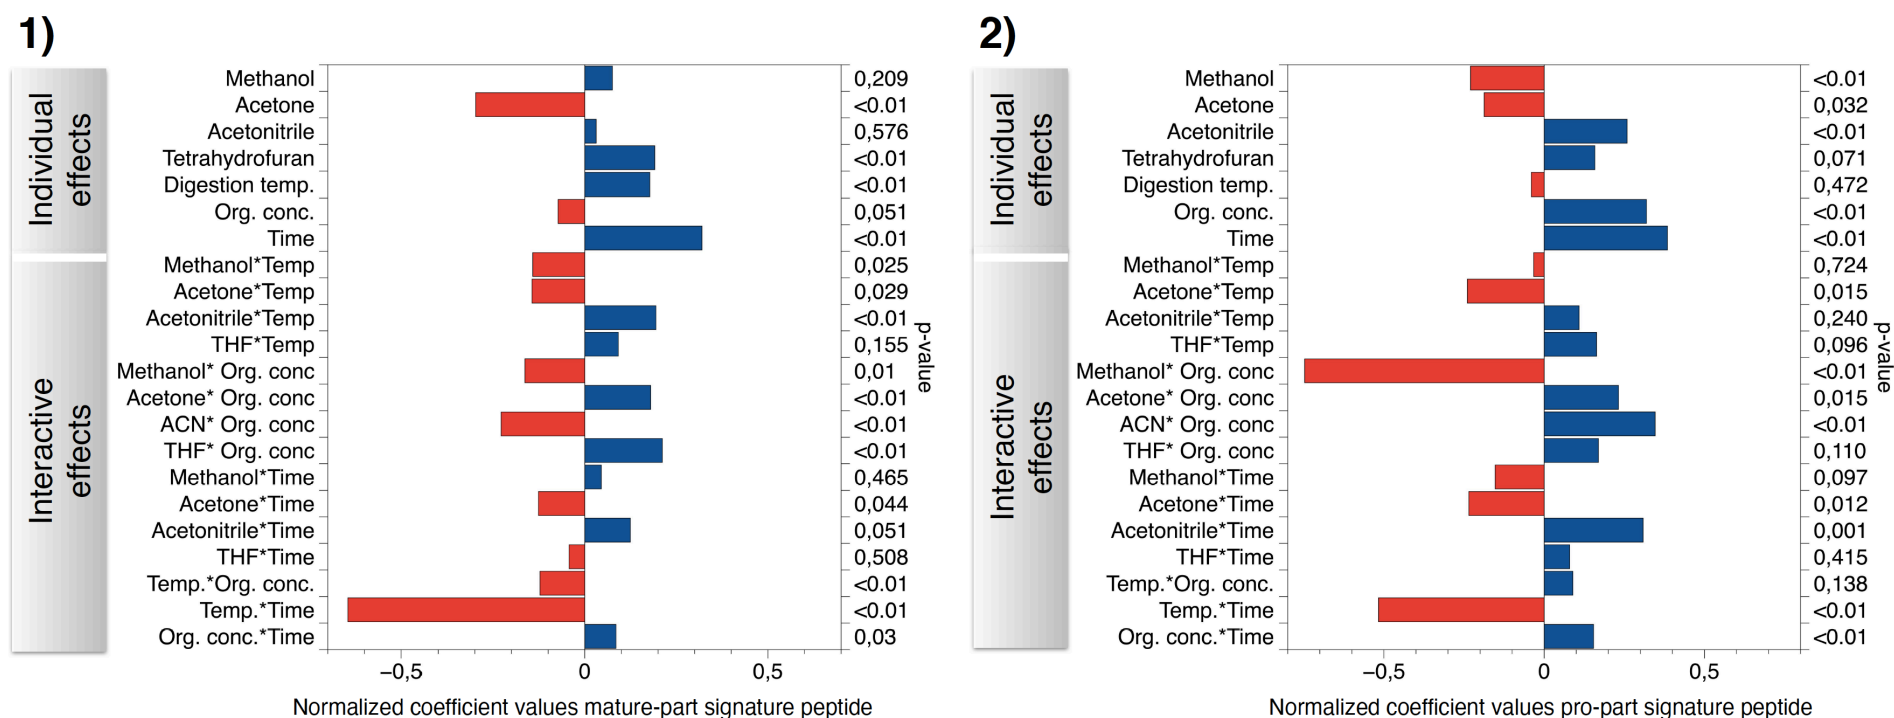 1)
Individual
effects
Interactive
effects
Methanol 0,209
Acetone <0.01
Acetonitrile 0,576
Tetrahydrofuran <0.01
Digestion temp. <0.01
Org. conc. 0,051
Time <0.01
Methanol*Temp 0,025
Acetone*Temp 0,029
Acetonitrile*Temp <0.01
THF*Temp 0,155
Methanol* Org. conc 0,01
Acetone* Org. conc <0.01
ACN* Org. conc <0.01
THF* Org. conc <0.01
Methanol*Time 0,465
Acetone*Time 0,044
Acetonitrile*Time 0,051
THF*Time 0,508
Temp.*Org. conc. <0.01
Temp.*Time <0.01
Org. conc.*Time 0,03
p-value
−0,5 0 0,5
Normalized coefficient values mature-part signature peptide
2)
Individual
effects
Interactive
effects
Methanol <0.01
Acetone 0,032
Acetonitrile <0.01
Tetrahydrofuran 0,071
Digestion temp. 0,472
Org. conc. <0.01
Time <0.01
Methanol*Temp 0,724
Acetone*Temp 0,015
Acetonitrile*Temp 0,240
THF*Temp 0,096
Methanol* Org. conc <0.01
Acetone* Org. conc 0,015
ACN* Org. conc <0.01
THF* Org. conc 0,110
Methanol*Time 0,097
Acetone*Time 0,012
Acetonitrile*Time 0,001
THF*Time 0,415
Temp.*Org. conc. 0,138
Temp.*Time <0.01
Org. conc.*Time <0.01
p-value
−0,5 0 0,5
Normalized coefficient values pro-part signature peptide